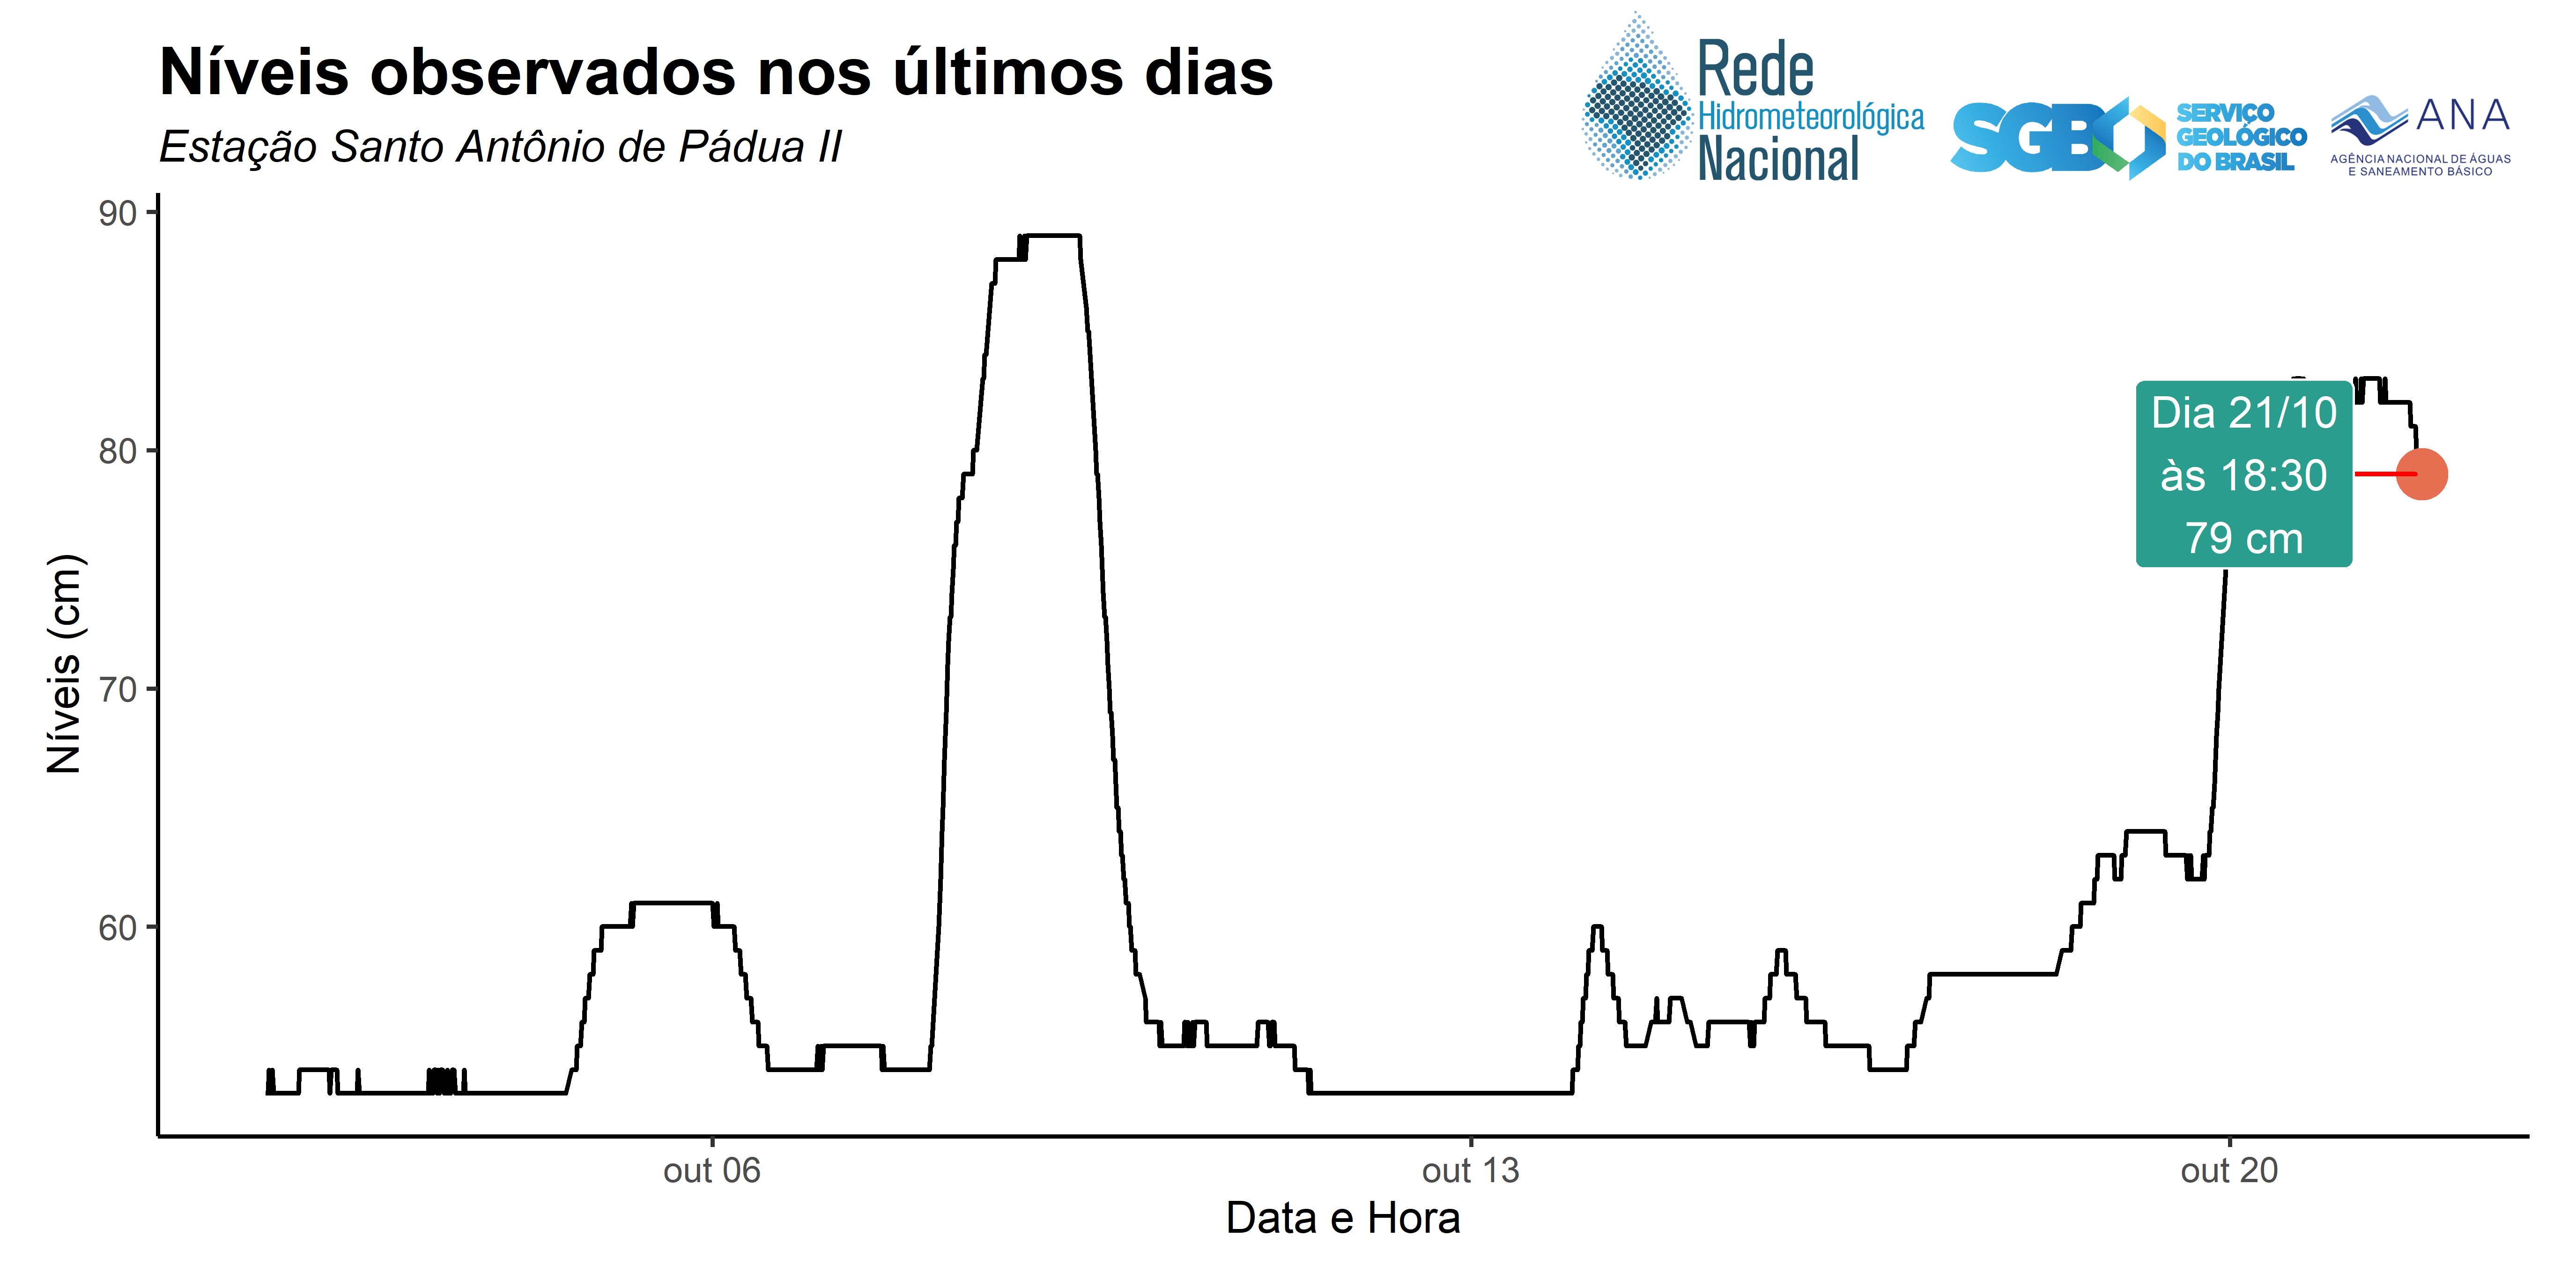 Níveis observados nos últimos dias
Estação Santo Antônio de Pádua II
Rede
Hidrometeorológica
Nacional
SGB
SERVIÇO
GEOLÓGICO
DO BRASIL
ANA
AGÊNCIA NACIONAL DE ÁGUAS
E SANEAMENTO BÁSICO
90
80
70
60
Níveis (cm)
Dia 21/10
às 18:30
79 cm
out 06
out 13
out 20
Data e Hora